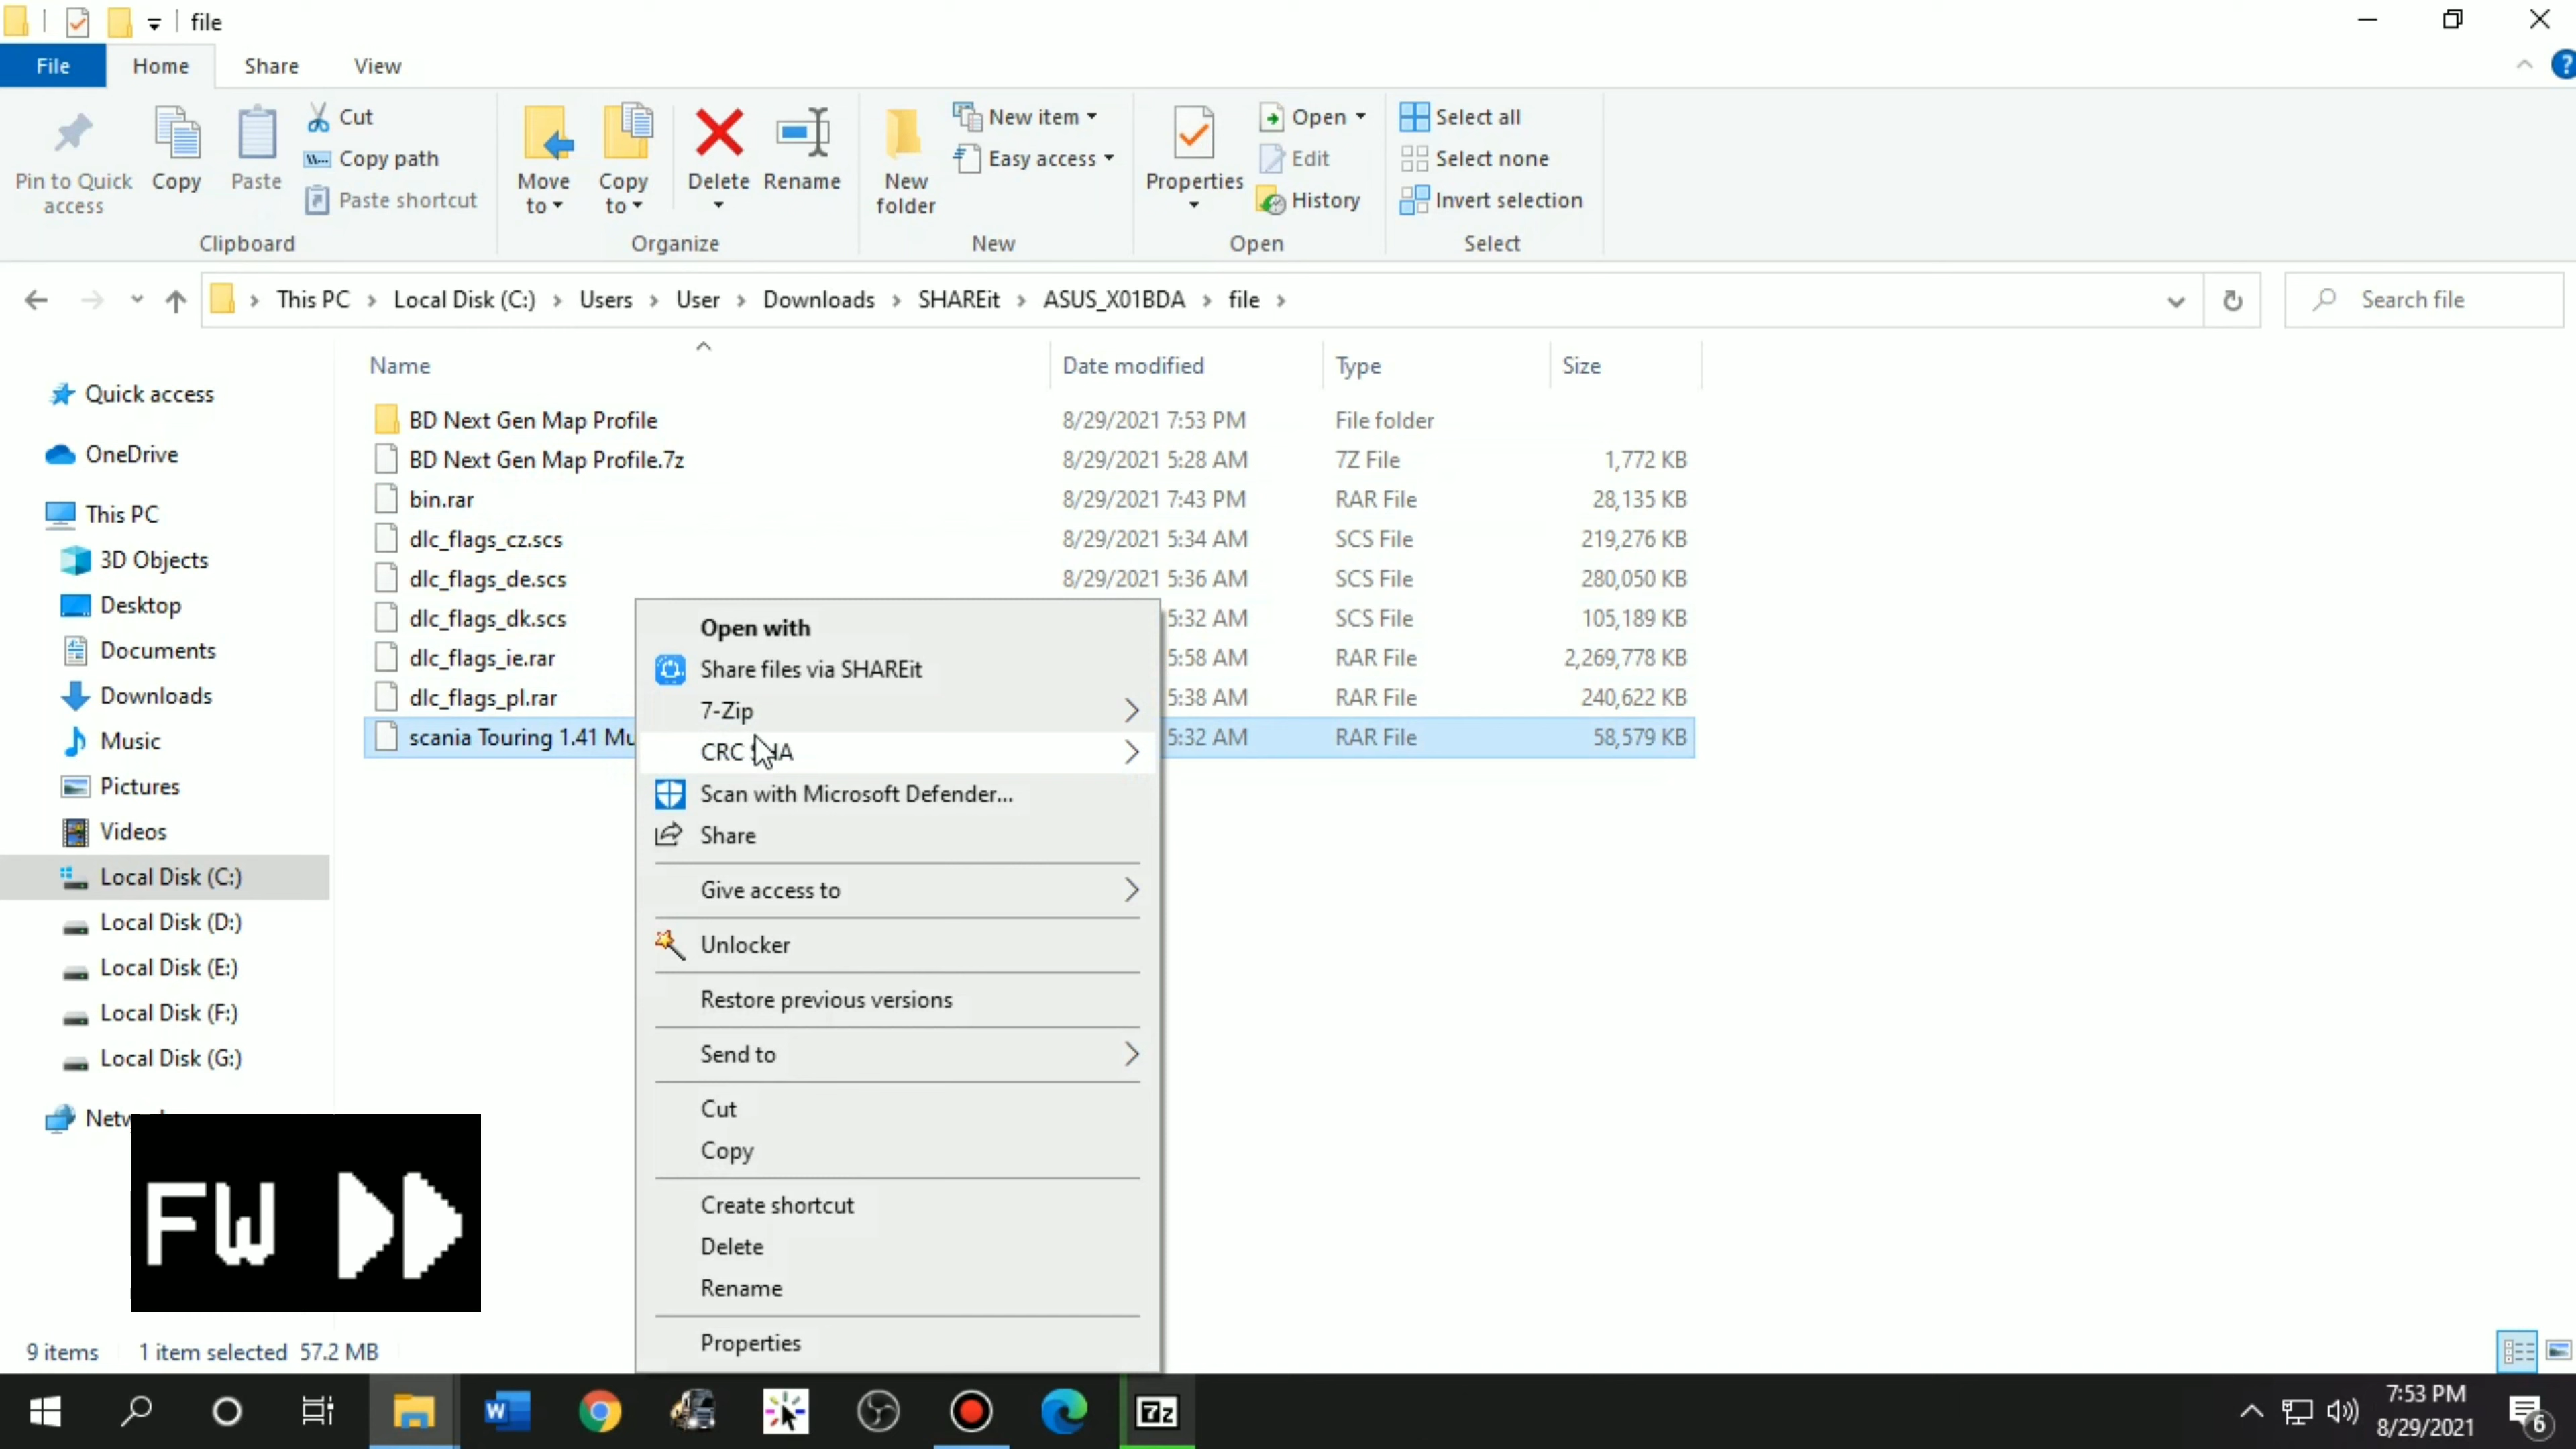 file
File Home Share View
Pin to Quick access
Copy
Paste
Cut
Copy path
Paste shortcut
Clipboard
Move to
Copy to
Delete
Rename
Organize
New folder
New item
Easy access
New
Properties
Open
Edit
History
Open
Select all
Select none
Invert selection
Select
This PC Local Disk (C:) Users User Downloads SHAREit ASUS_X01BDA file
Search file
Name Date modified Type Size
Quick access
OneDrive
This PC
3D Objects
Desktop
Documents
Downloads
Music
Pictures
Videos
Local Disk (C:)
Local Disk (D:)
Local Disk (E:)
Local Disk (F:)
Local Disk (G:)
BD Next Gen Map Profile 8/29/2021 7:53 PM File folder
BD Next Gen Map Profile.7z 8/29/2021 5:28 AM 7Z File 1,772 KB
bin.rar 8/29/2021 7:43 PM RAR File 28,135 KB
dlc_flags_cz.scs 8/29/2021 5:34 AM SCS File 219,276 KB
dlc_flags_de.scs 8/29/2021 5:36 AM SCS File 280,050 KB
dlc_flags_dk.scs 5:32 AM SCS File 105,189 KB
dlc_flags_ie.rar 5:58 AM RAR File 2,269,778 KB
dlc_flags_pl.rar 5:38 AM RAR File 240,622 KB
scania Touring 1.41 Mu 5:32 AM RAR File 58,579 KB
Open with
Share files via SHAREit
7-Zip
CRC SHA
Scan with Microsoft Defender...
Share
Give access to
Unlocker
Restore previous versions
Send to
Cut
Copy
Create shortcut
Delete
Rename
Properties
FW
9 items 1 item selected 57.2 MB
7z
7:53 PM
8/29/2021
6